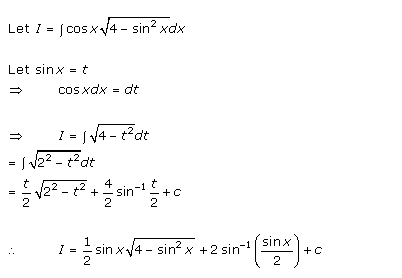 Let I = ∫cos x√(4 − sin² x)dx
Let sin x = t
⇒ cos xdx = dt
⇒ I = ∫√(4 − t²)dt
= ∫√(2² − t²)dt
= t/2 √(2² − t²) + 4/2 sin⁻¹ t/2 + c
∴ I = 1/2 sin x√(4 − sin² x) + 2 sin⁻¹(sin x/2) + c